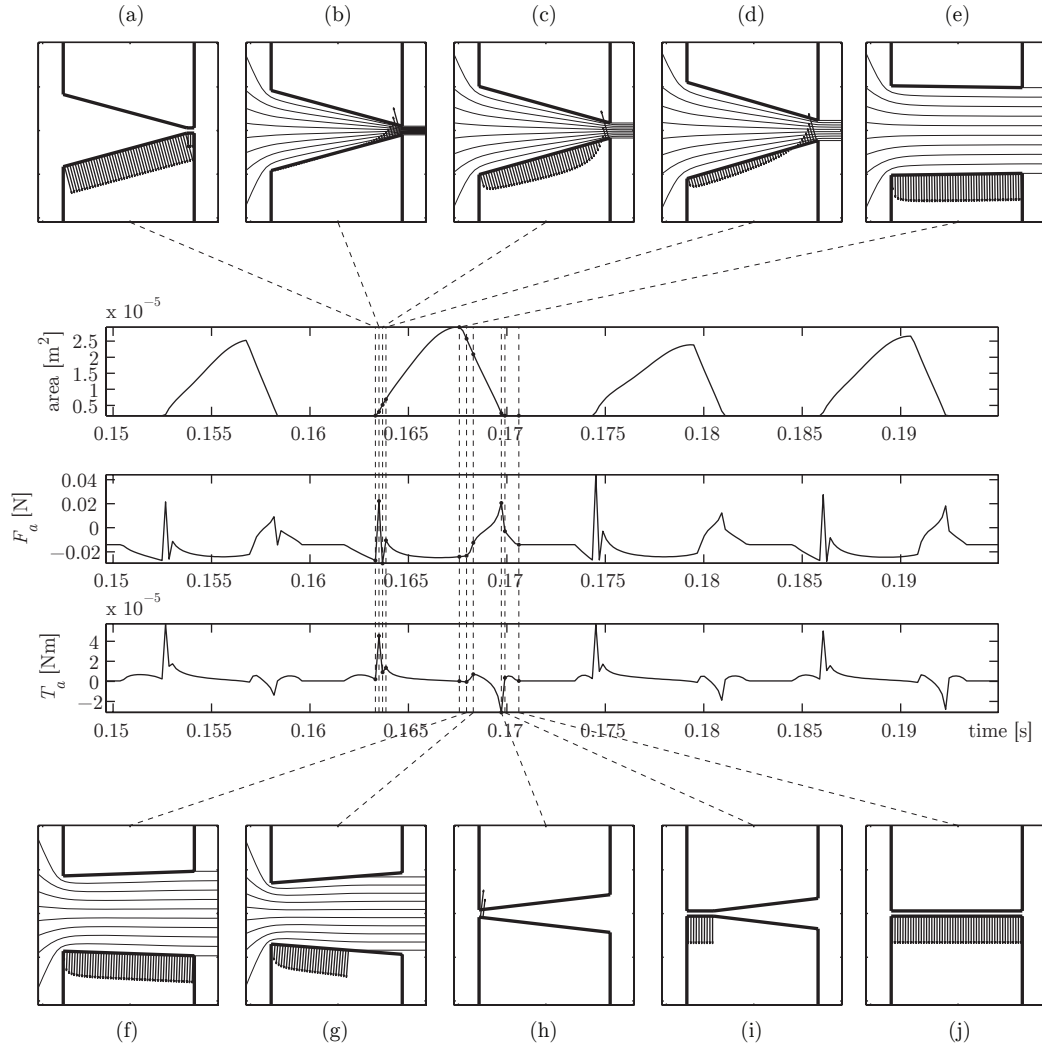 (a) (b) (c) (d) (e)
x 10⁻⁵
area [m²]
2.5
2
1.5
1
0.5
0.15 0.155 0.16 0.165 0.17 0.175 0.18 0.185 0.19
F_a [N]
0.04
0.02
0
−0.02
0.15 0.155 0.16 0.165 0.17 0.175 0.18 0.185 0.19
x 10⁻⁵
T_a [Nm]
4
2
0
−2
0.15 0.155 0.16 0.165 0.17 0.175 0.18 0.185 0.19 time [s]
(f) (g) (h) (i) (j)